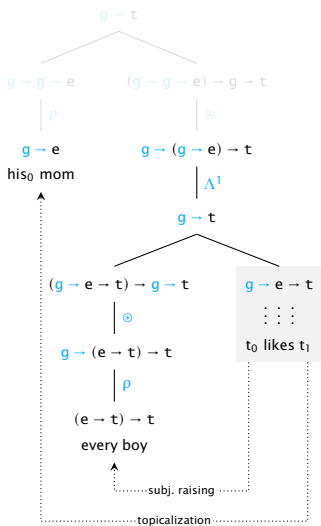 g → t
g → g → e
(g → g → e) → g → t
ρ
⊛
g → e
g → (g → e) → t
his₀ mom
Λ¹
g → t
(g → e → t) → g → t
g → e → t
⊛
⋮ ⋮ ⋮
g → (e → t) → t
t₀ likes t₁
ρ
(e → t) → t
every boy
subj. raising
topicalization